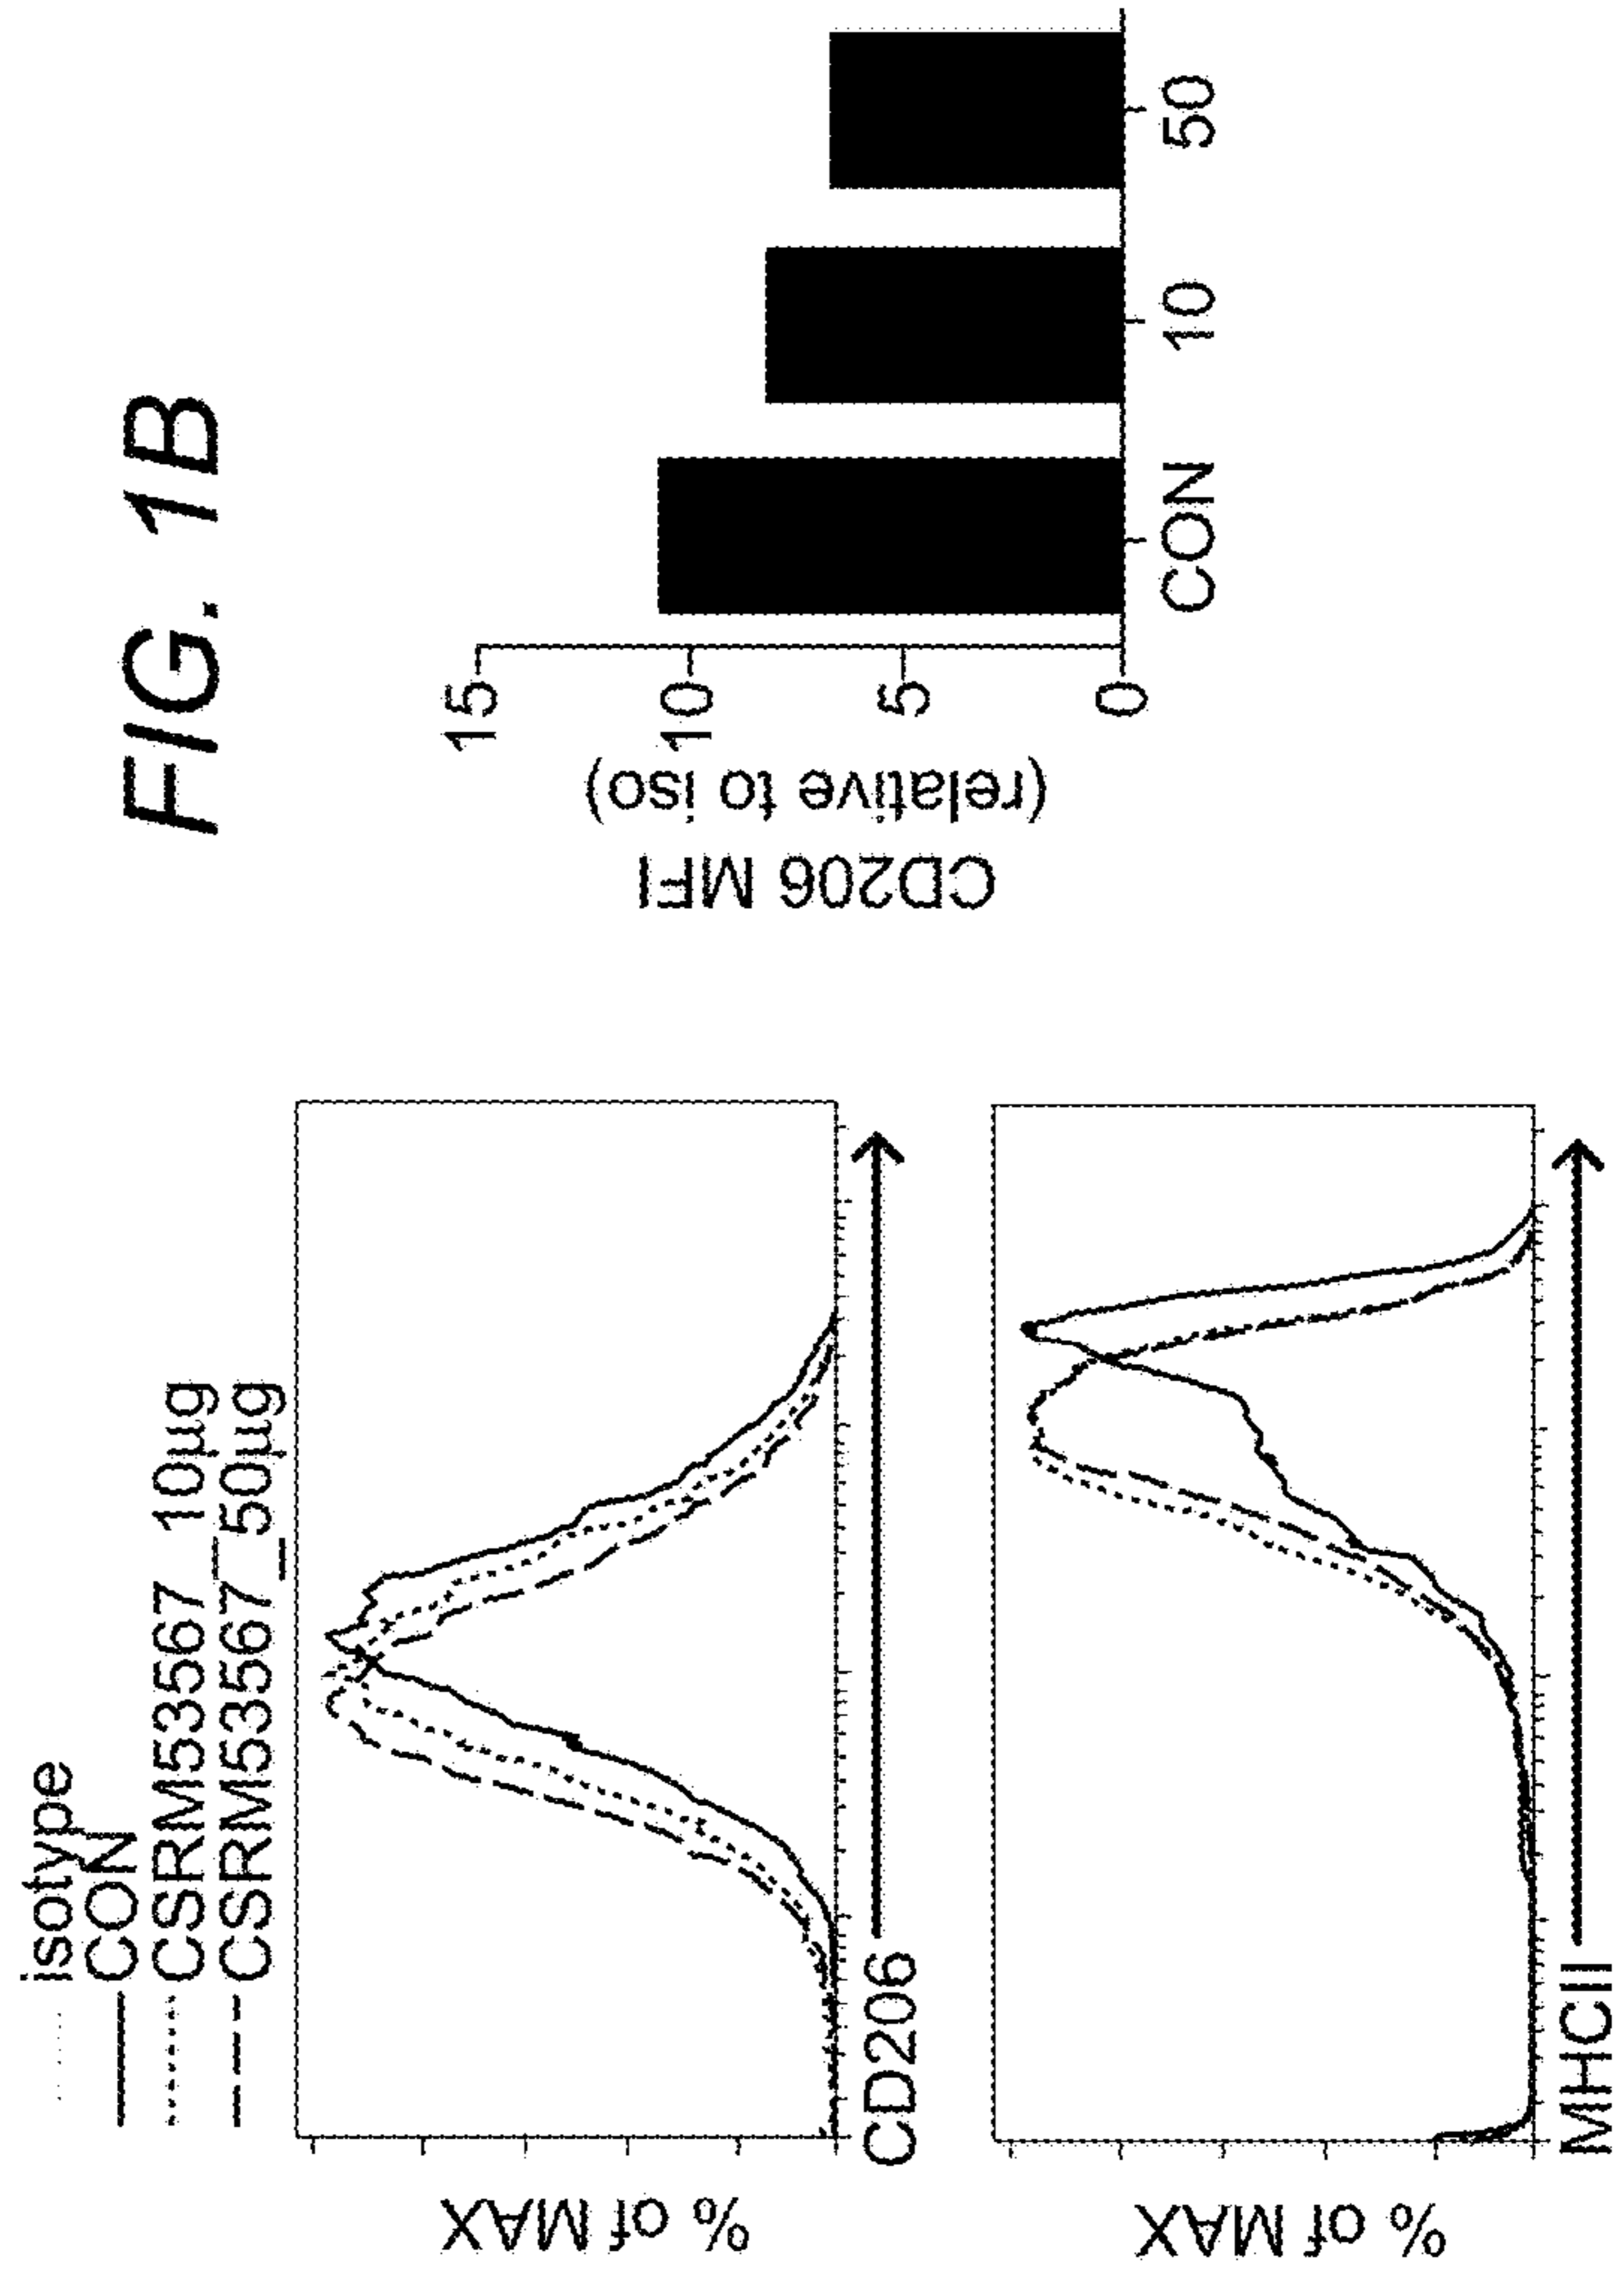 FIG. 1B
isotype
CON
CSRM53567_10µg
CSRM53567_50µg
% of MAX
CD206
% of MAX
MHCII
CD206 MFI
(relative to iso)
15
10
5
0
CON
10
50